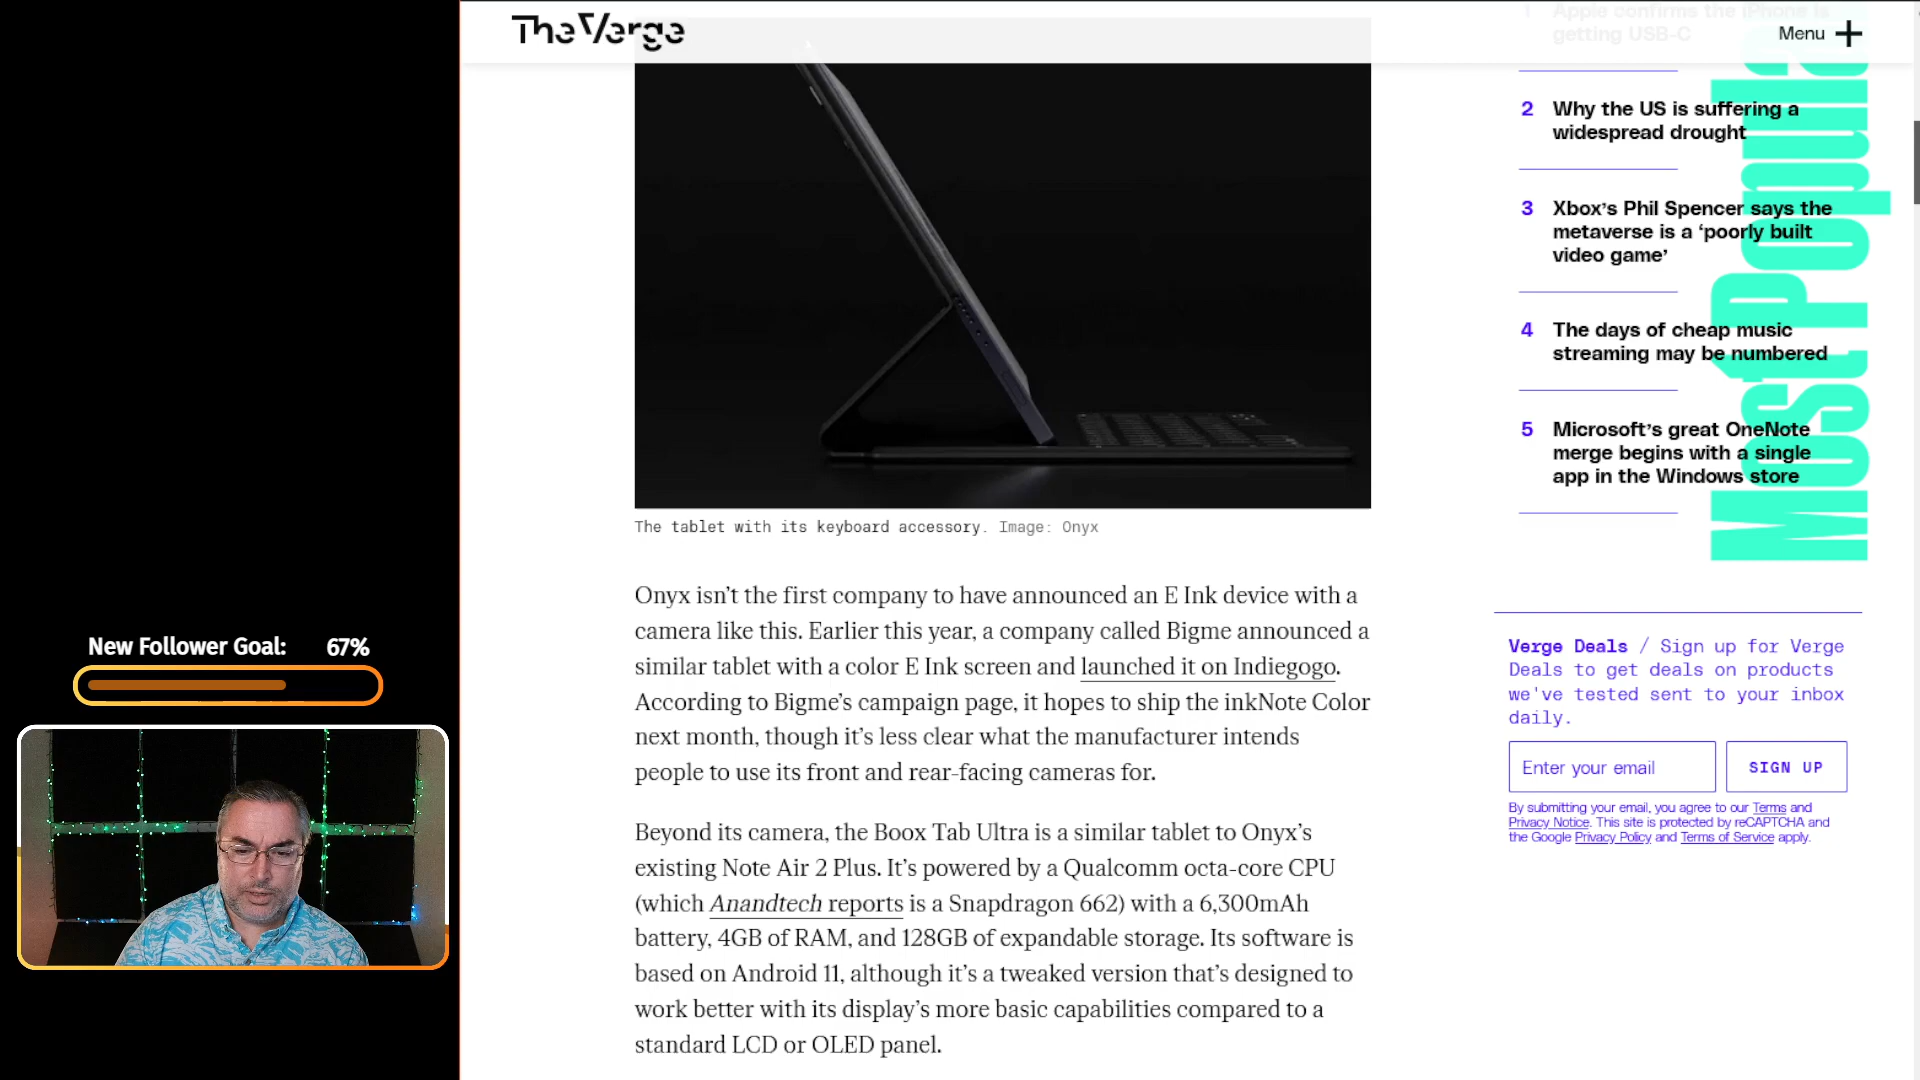 The Verge
Menu
1 Apple confirms the iPhone is
getting USB-C
2 Why the US is suffering a
widespread drought
3 Xbox’s Phil Spencer says the
metaverse is a ‘poorly built
video game’
4 The days of cheap music
streaming may be numbered
5 Microsoft’s great OneNote
merge begins with a single
app in the Windows store
Most Popular
The tablet with its keyboard accessory. Image: Onyx
Onyx isn’t the first company to have announced an E Ink device with a
camera like this. Earlier this year, a company called Bigme announced a
similar tablet with a color E Ink screen and launched it on Indiegogo.
According to Bigme’s campaign page, it hopes to ship the inkNote Color
next month, though it’s less clear what the manufacturer intends
people to use its front and rear-facing cameras for.
Beyond its camera, the Boox Tab Ultra is a similar tablet to Onyx’s
existing Note Air 2 Plus. It’s powered by a Qualcomm octa-core CPU
(which Anandtech reports is a Snapdragon 662) with a 6,300mAh
battery, 4GB of RAM, and 128GB of expandable storage. Its software is
based on Android 11, although it’s a tweaked version that’s designed to
work better with its display’s more basic capabilities compared to a
standard LCD or OLED panel.
Verge Deals / Sign up for Verge
Deals to get deals on products
we've tested sent to your inbox
daily.
Enter your email
SIGN UP
By submitting your email, you agree to our Terms and
Privacy Notice. This site is protected by reCAPTCHA and
the Google Privacy Policy and Terms of Service apply.
New Follower Goal: 67%